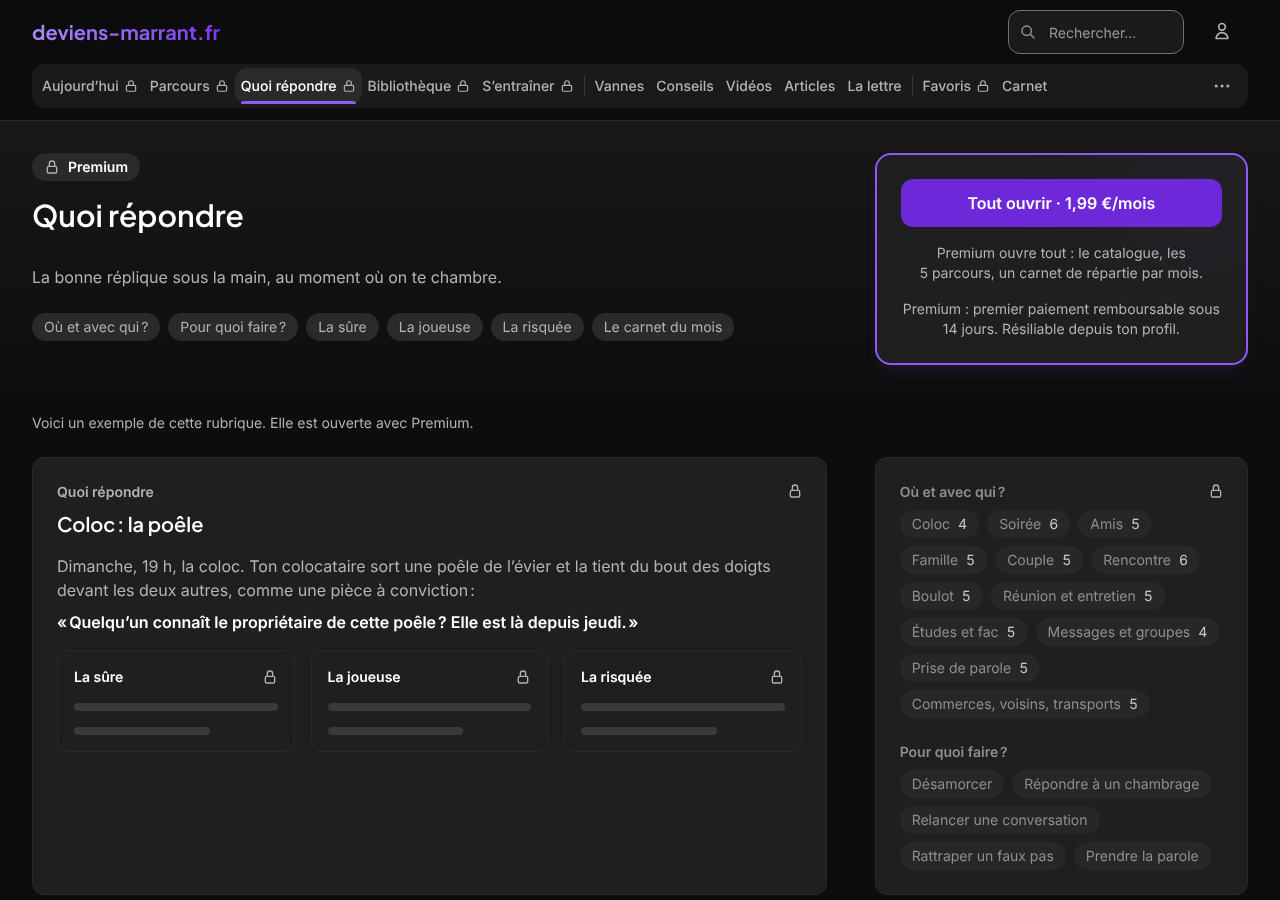 deviens-marrant.fr
Rechercher...
Aujourd’hui Parcours Quoi répondre Bibliothèque S’entraîner Vannes Conseils Vidéos Articles La lettre Favoris Carnet
Premium
Quoi répondre
La bonne réplique sous la main, au moment où on te chambre.
Où et avec qui ? Pour quoi faire ? La sûre La joueuse La risquée Le carnet du mois
Tout ouvrir · 1,99 €/mois
Premium ouvre tout : le catalogue, les
5 parcours, un carnet de répartie par mois.
Premium : premier paiement remboursable sous
14 jours. Résiliable depuis ton profil.
Voici un exemple de cette rubrique. Elle est ouverte avec Premium.
Quoi répondre
Coloc : la poêle
Dimanche, 19 h, la coloc. Ton colocataire sort une poêle de l’évier et la tient du bout des doigts
devant les deux autres, comme une pièce à conviction :
« Quelqu’un connaît le propriétaire de cette poêle ? Elle est là depuis jeudi. »
La sûre La joueuse La risquée
Où et avec qui ?
Coloc 4 Soirée 6 Amis 5
Famille 5 Couple 5 Rencontre 6
Boulot 5 Réunion et entretien 5
Études et fac 5 Messages et groupes 4
Prise de parole 5
Commerces, voisins, transports 5
Pour quoi faire ?
Désamorcer Répondre à un chambrage
Relancer une conversation
Rattraper un faux pas Prendre la parole